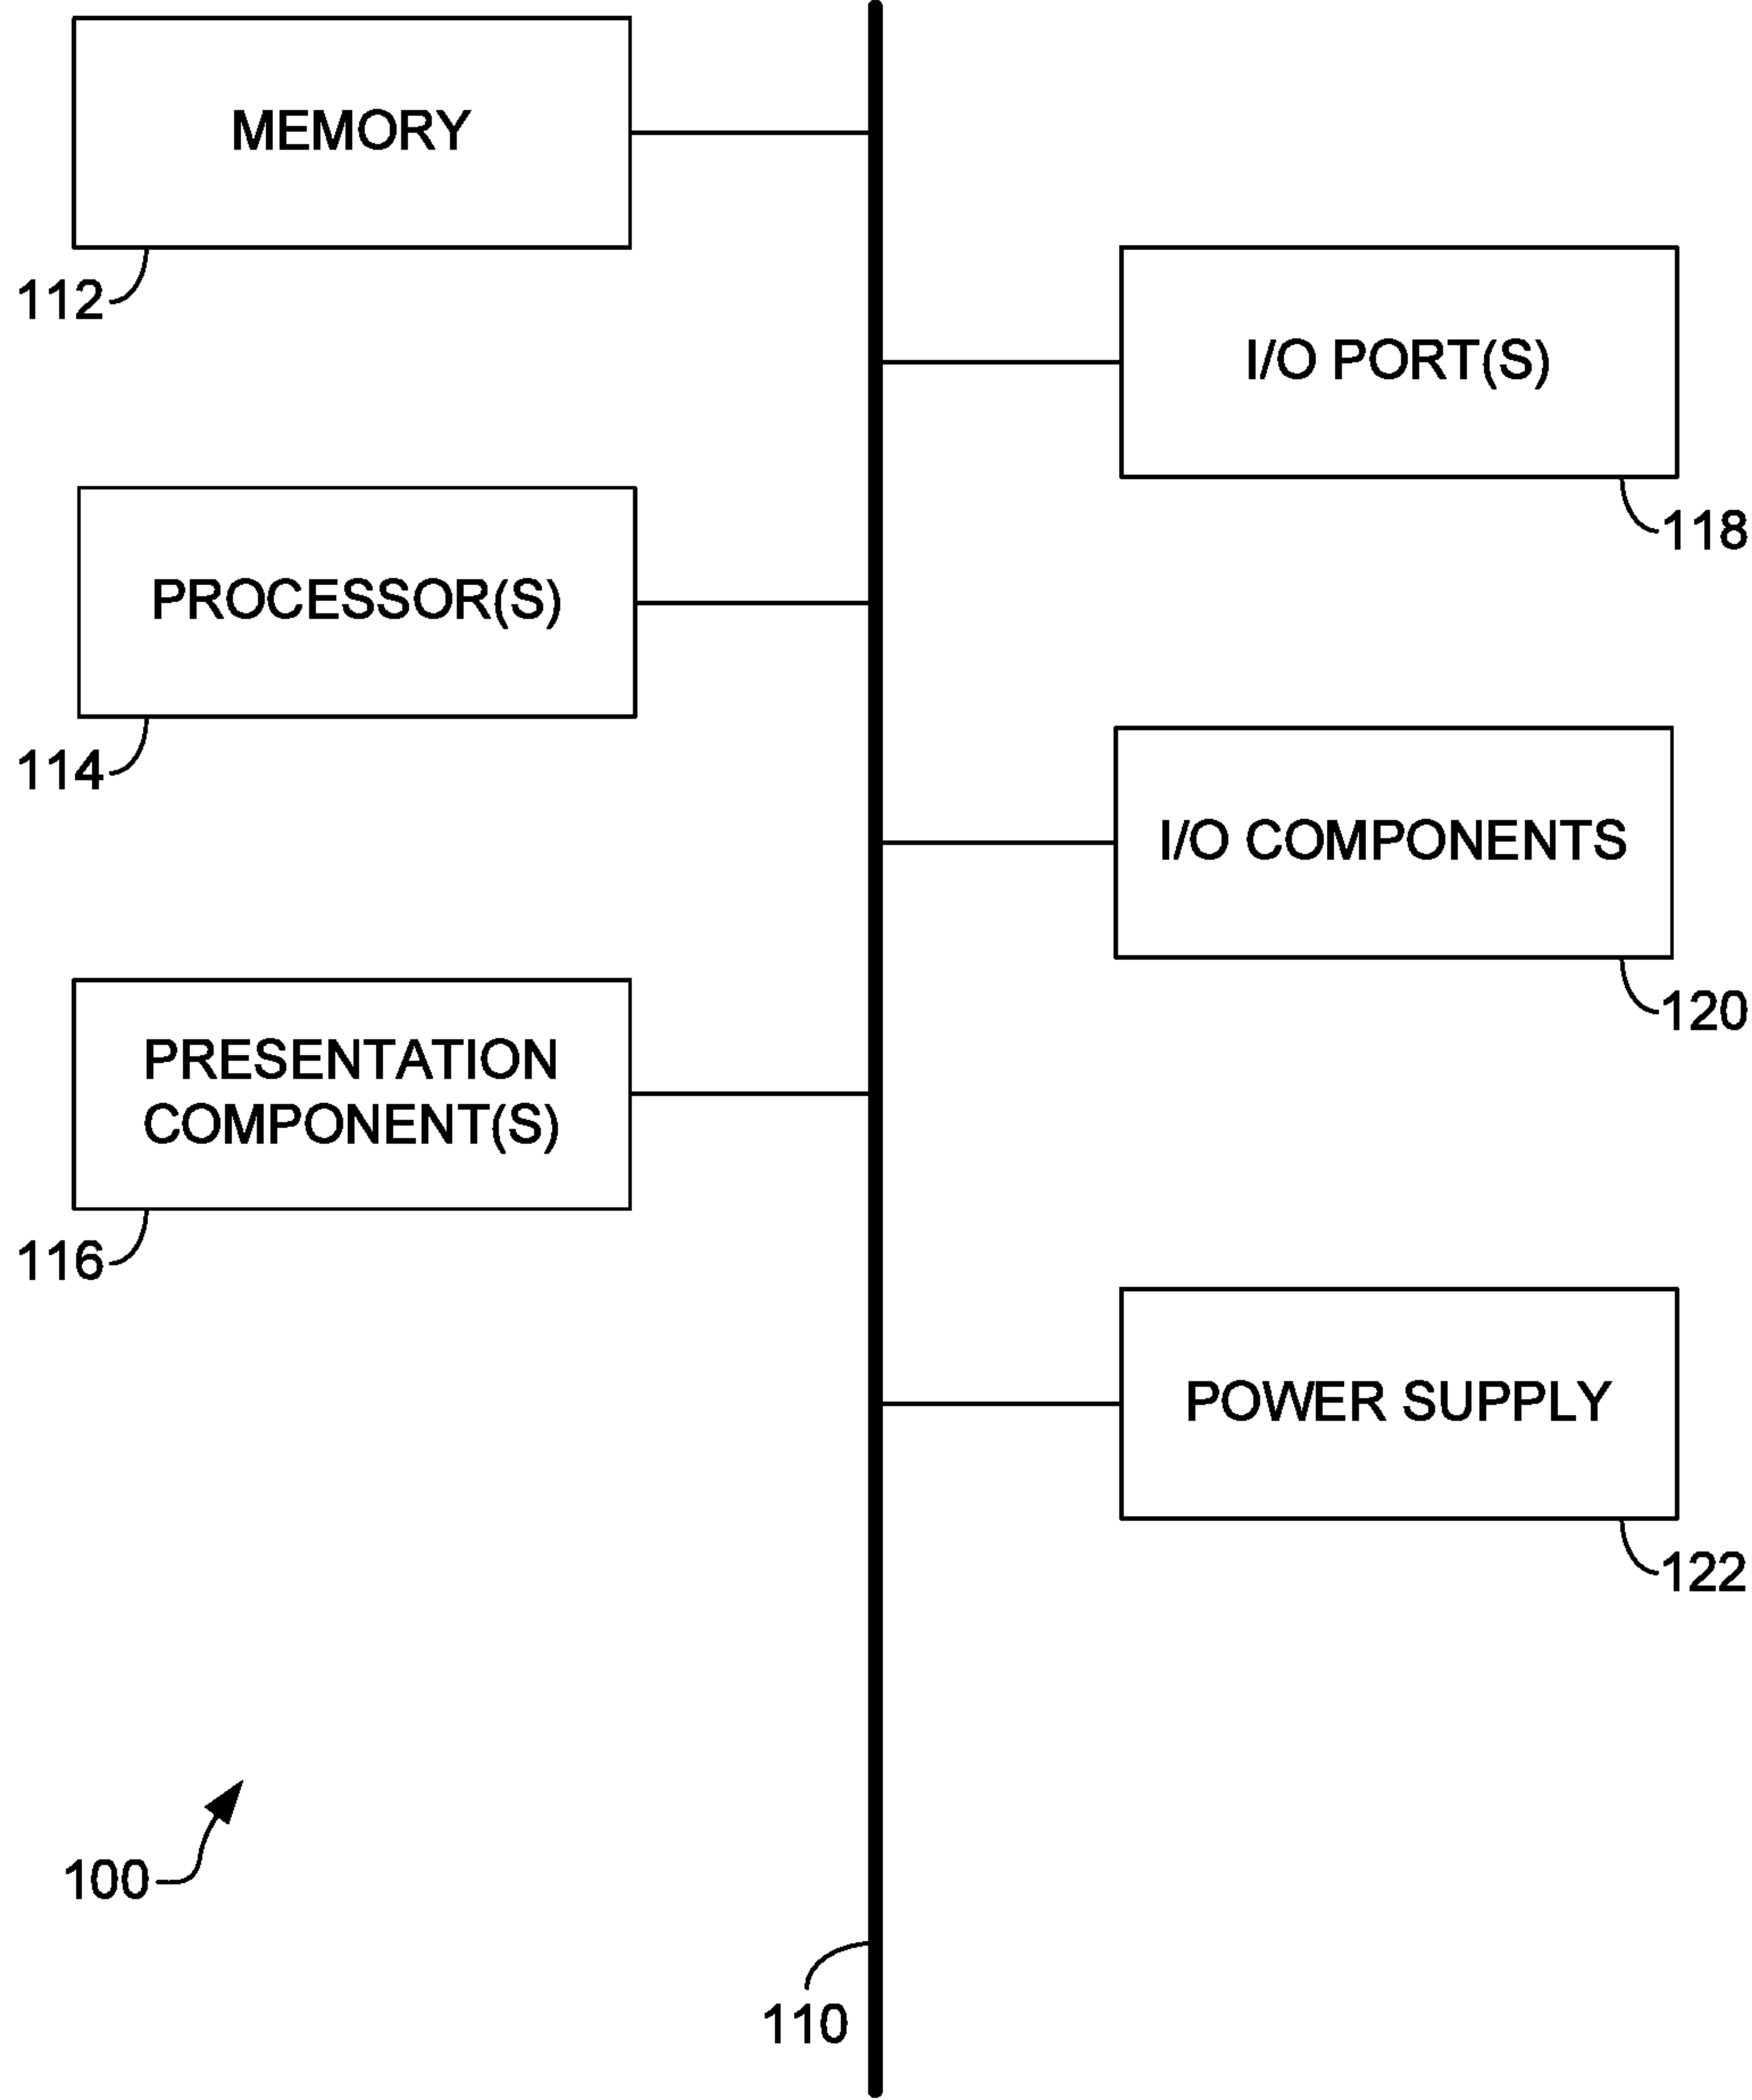 MEMORY
112
I/O PORT(S)
118
PROCESSOR(S)
114
I/O COMPONENTS
120
PRESENTATION
COMPONENT(S)
116
POWER SUPPLY
122
100
110